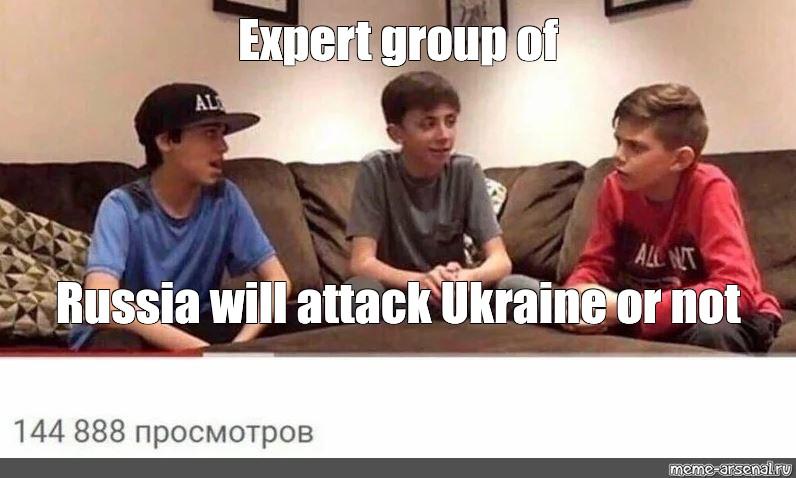 Expert group of
Russia will attack Ukraine or not
144 888 просмотров
meme-arsenal.ru